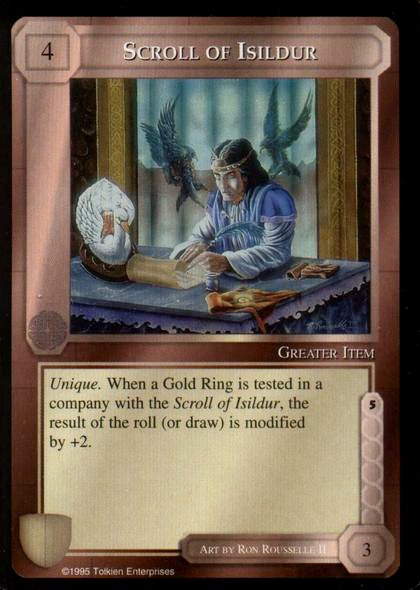 4
SCROLL OF ISILDUR
GREATER ITEM
Unique. When a Gold Ring is tested in a
company with the Scroll of Isildur, the
result of the roll (or draw) is modified
by +2.
5
ART BY RON ROUSSELLE II
3
©1995 Tolkien Enterprises